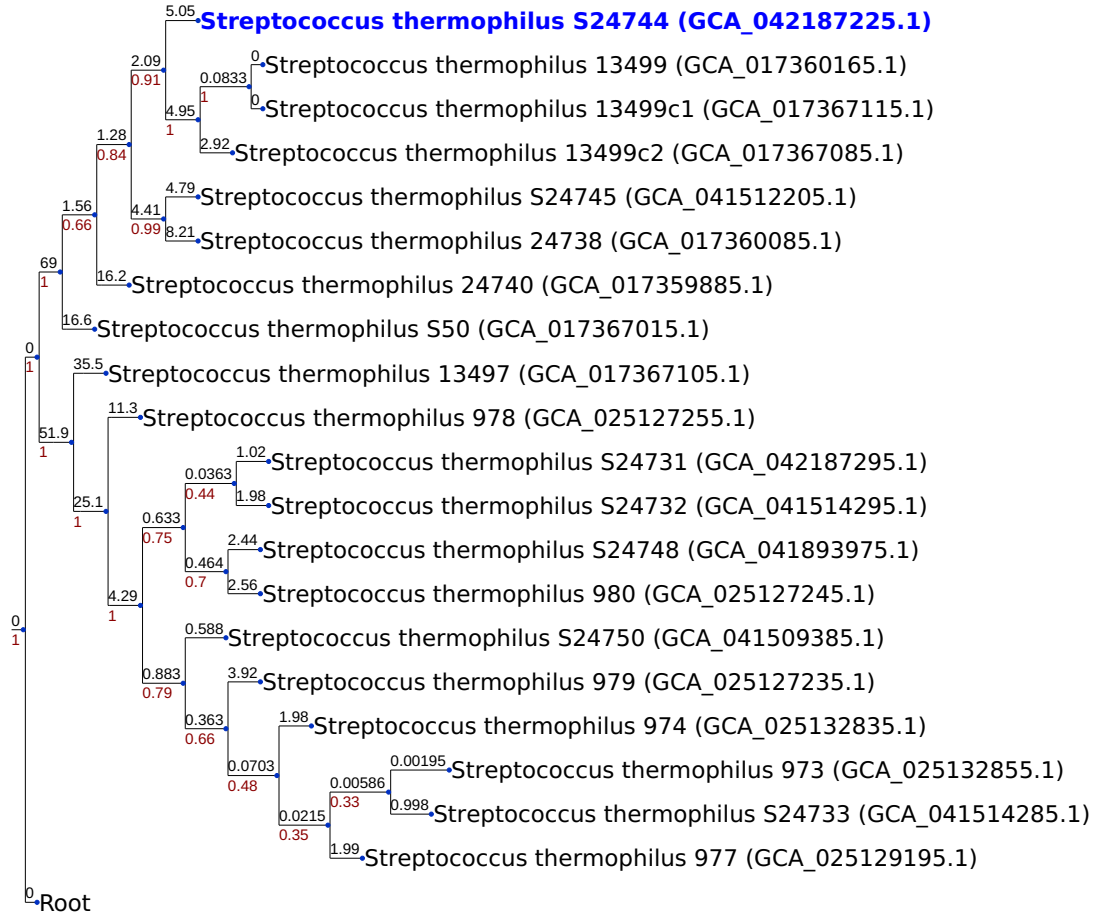 5.05
Streptococcus thermophilus S24744 (GCA_042187225.1)
2.09
0.91
0
Streptococcus thermophilus 13499 (GCA_017360165.1)
0.0833
1
0
Streptococcus thermophilus 13499c1 (GCA_017367115.1)
4.95
1
2.92
Streptococcus thermophilus 13499c2 (GCA_017367085.1)
1.28
0.84
4.79
Streptococcus thermophilus S24745 (GCA_041512205.1)
4.41
0.99
8.21
Streptococcus thermophilus 24738 (GCA_017360085.1)
1.56
0.66
16.2
Streptococcus thermophilus 24740 (GCA_017359885.1)
69
1
16.6
Streptococcus thermophilus S50 (GCA_017367015.1)
0
1
35.5
Streptococcus thermophilus 13497 (GCA_017367105.1)
51.9
1
11.3
Streptococcus thermophilus 978 (GCA_025127255.1)
25.1
1
1.02
Streptococcus thermophilus S24731 (GCA_042187295.1)
0.0363
0.44
1.98
Streptococcus thermophilus S24732 (GCA_041514295.1)
0.633
0.75
2.44
Streptococcus thermophilus S24748 (GCA_041893975.1)
0.464
0.7
2.56
Streptococcus thermophilus 980 (GCA_025127245.1)
4.29
1
0.588
Streptococcus thermophilus S24750 (GCA_041509385.1)
0.883
0.79
3.92
Streptococcus thermophilus 979 (GCA_025127235.1)
0.363
0.66
1.98
Streptococcus thermophilus 974 (GCA_025132835.1)
0.0703
0.48
0.00195
Streptococcus thermophilus 973 (GCA_025132855.1)
0.00586
0.33
0.998
Streptococcus thermophilus S24733 (GCA_041514285.1)
0.0215
0.35
1.99
Streptococcus thermophilus 977 (GCA_025129195.1)
0
1
0
Root